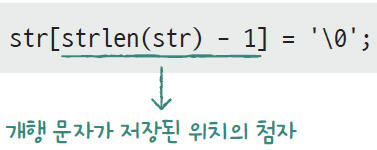 str[strlen(str) - 1] = '\0';
개행 문자가 저장된 위치의 첨자